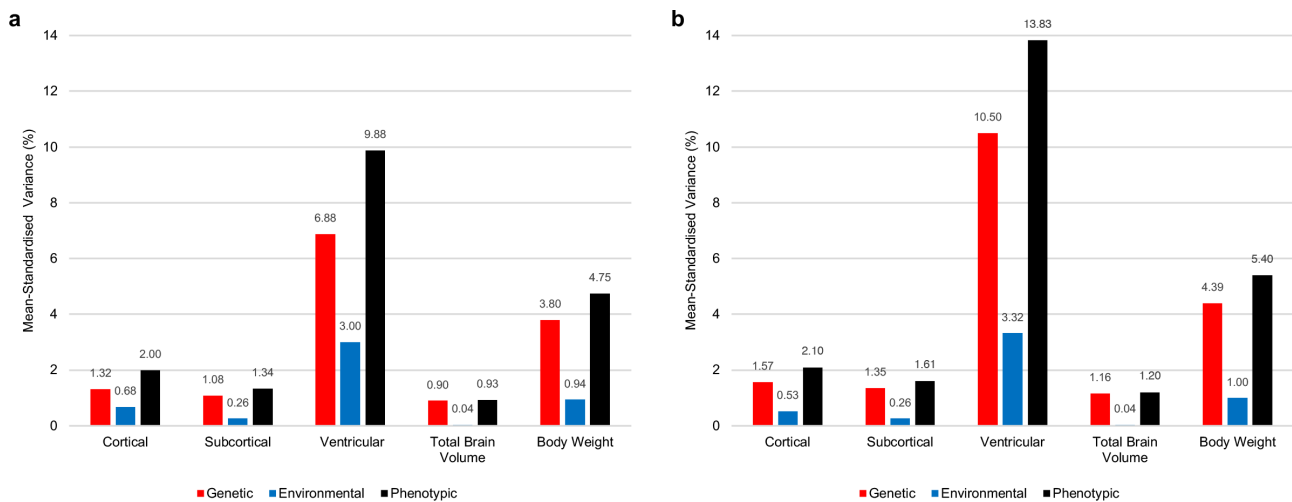 a
Mean-Standardised Variance (%)
14
12
10
8
6
4
2
0
1.32
0.68
2.00
1.08
0.26
1.34
6.88
3.00
9.88
0.90
0.04
0.93
3.80
0.94
4.75
Cortical
Subcortical
Ventricular
Total Brain
Volume
Body Weight
Genetic Environmental Phenotypic
b
Mean-Standardised Variance (%)
14
12
10
8
6
4
2
0
1.57
0.53
2.10
1.35
0.26
1.61
10.50
3.32
13.83
1.16
0.04
1.20
4.39
1.00
5.40
Cortical
Subcortical
Ventricular
Total Brain
Volume
Body Weight
Genetic Environmental Phenotypic